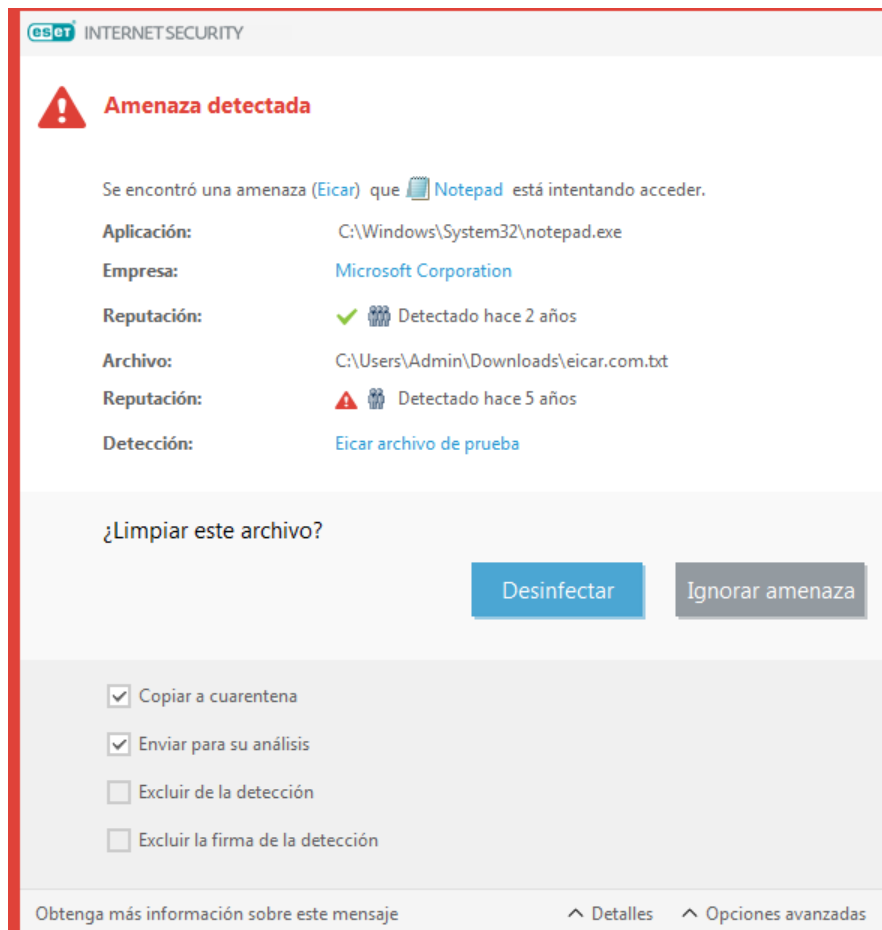 eset INTERNET SECURITY
Amenaza detectada
Se encontró una amenaza (Eicar) que Notepad está intentando acceder.
Aplicación: C:\Windows\System32\notepad.exe
Empresa: Microsoft Corporation
Reputación: Detectado hace 2 años
Archivo: C:\Users\Admin\Downloads\eicar.com.txt
Reputación: Detectado hace 5 años
Detección: Eicar archivo de prueba
¿Limpiar este archivo?
Desinfectar Ignorar amenaza
Copiar a cuarentena
Enviar para su análisis
Excluir de la detección
Excluir la firma de la detección
Obtenga más información sobre este mensaje Detalles Opciones avanzadas